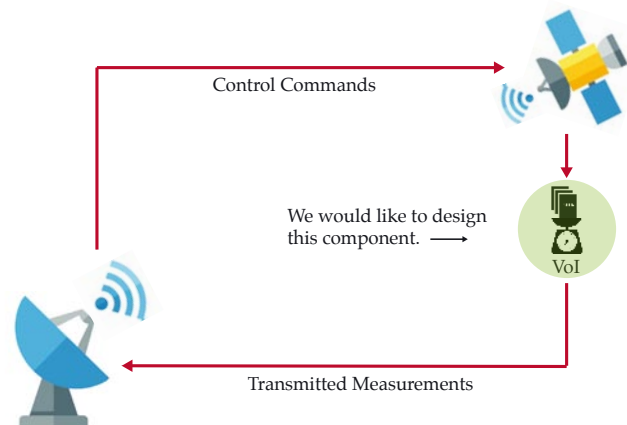 Control Commands
We would like to design
this component.
VoI
Transmitted Measurements